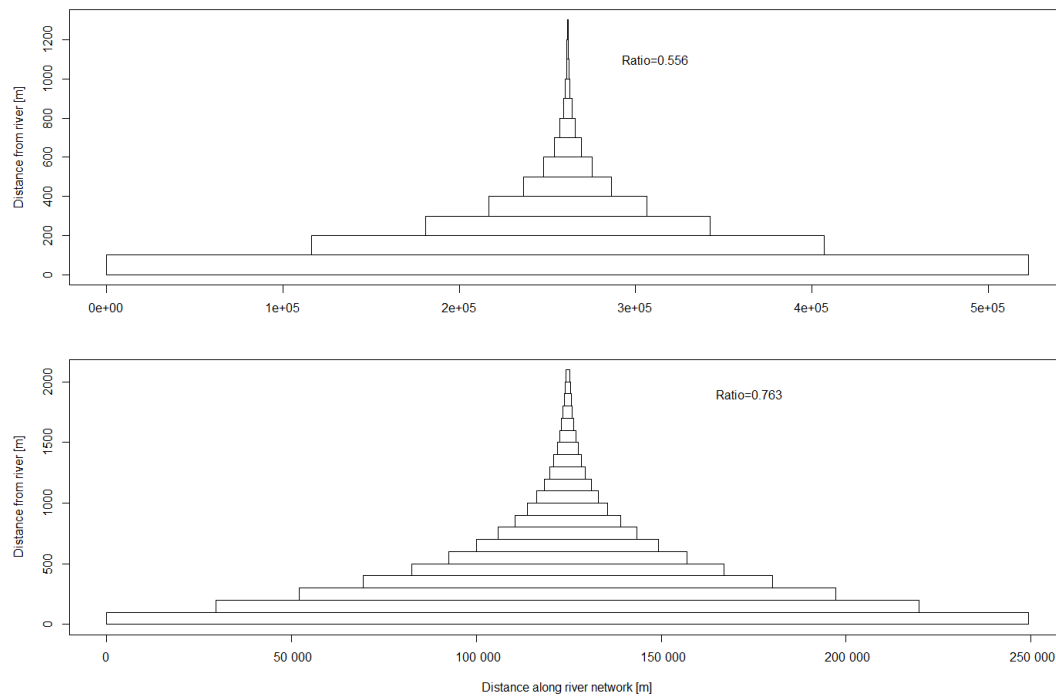 1200
1000
800
600
400
200
0
Distance from river [m]
Ratio=0.556
0e+00 1e+05 2e+05 3e+05 4e+05 5e+05
2000
1500
1000
500
0
Distance from river [m]
Ratio=0.763
0 50 000 100 000 150 000 200 000 250 000
Distance along river network [m]